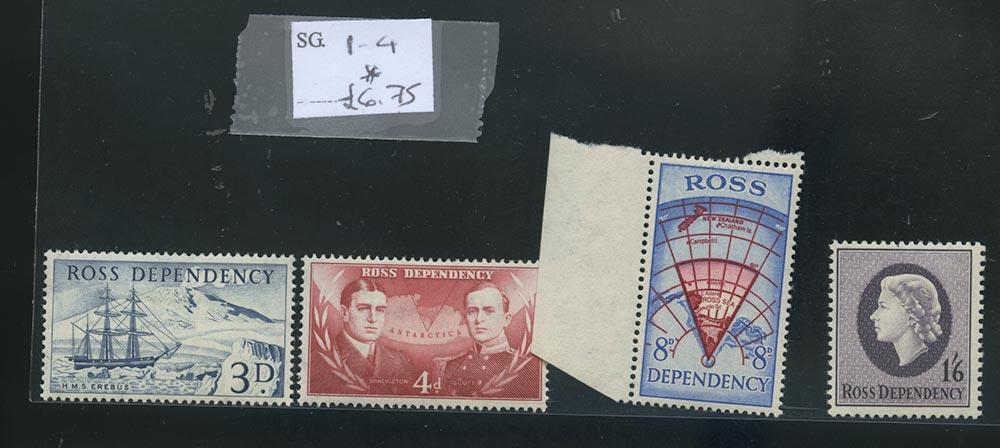 SG. 1-4
*
£6.75
ROSS DEPENDENCY
H.M.S. EREBUS
3D.
ROSS DEPENDENCY
ANTARCTICA
SHACKLETON
4d
SCOTT
ROSS
NEW ZEALAND
Chatham Is.
Campbell I.
ROSS SEA
8D
8D
DEPENDENCY
1/6
ROSS DEPENDENCY